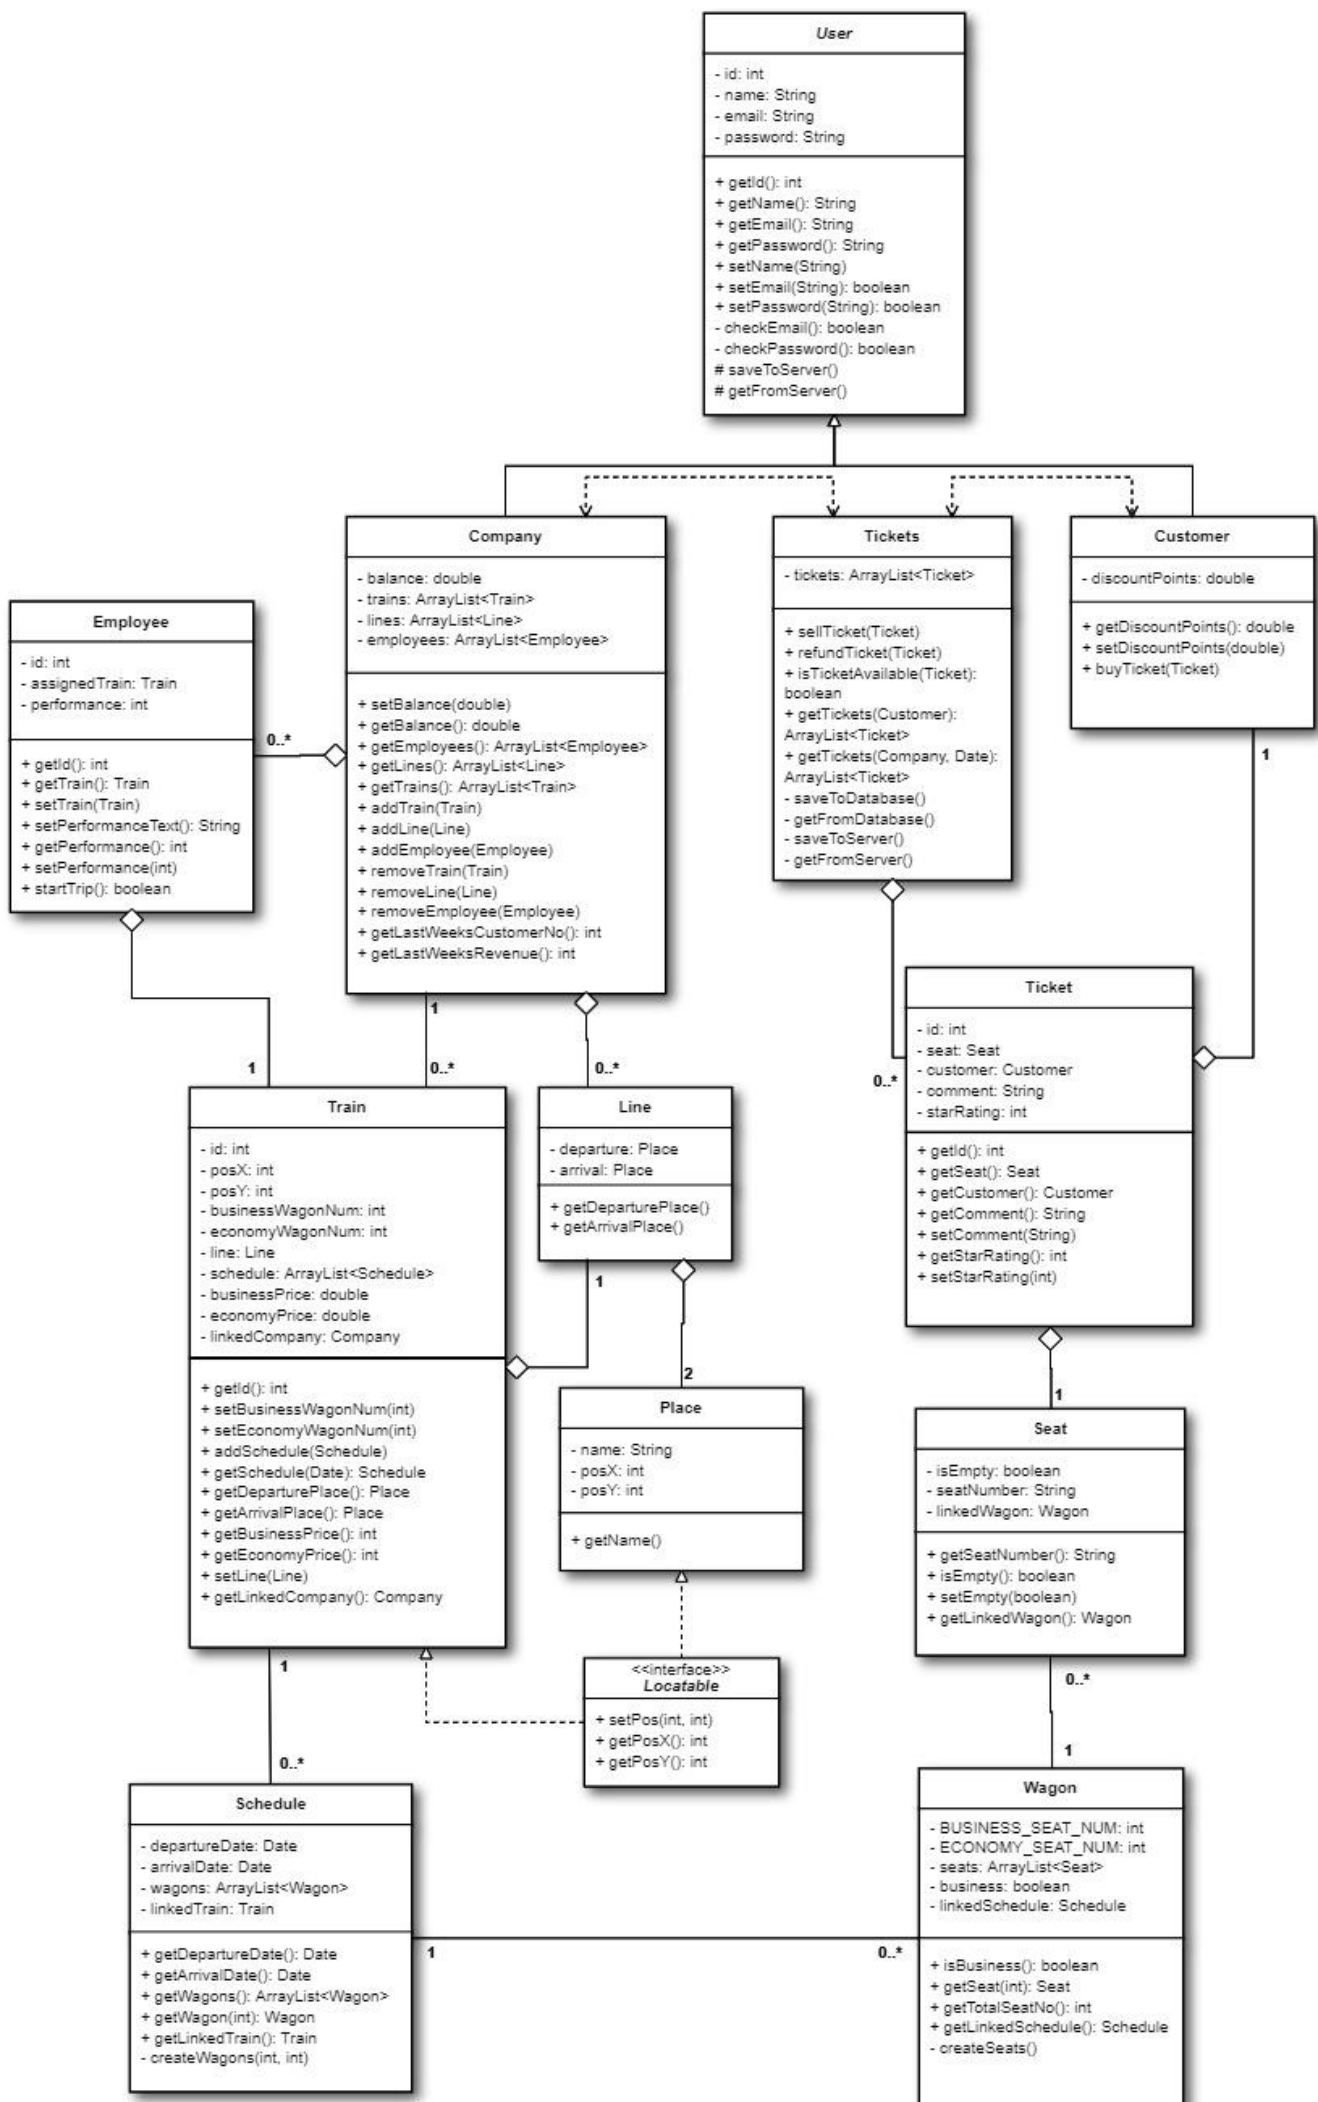 User
- id: int
- name: String
- email: String
- password: String
+ getId(): int
+ getName(): String
+ getEmail(): String
+ getPassword(): String
+ setName(String)
+ setEmail(String): boolean
+ setPassword(String): boolean
- checkEmail(): boolean
- checkPassword(): boolean
# saveToServer()
# getFromServer()
Company
- balance: double
- trains: ArrayList<Train>
- lines: ArrayList<Line>
- employees: ArrayList<Employee>
+ setBalance(double)
+ getBalance(): double
+ getEmployees(): ArrayList<Employee>
+ getLines(): ArrayList<Line>
+ getTrains(): ArrayList<Train>
+ addTrain(Train)
+ addLine(Line)
+ addEmployee(Employee)
+ removeTrain(Train)
+ removeLine(Line)
+ removeEmployee(Employee)
+ getLastWeeksCustomerNo(): int
+ getLastWeeksRevenue(): int
Tickets
- tickets: ArrayList<Ticket>
+ sellTicket(Ticket)
+ refundTicket(Ticket)
+ isTicketAvailable(Ticket):
boolean
+ getTickets(Customer):
ArrayList<Ticket>
+ getTickets(Company, Date):
ArrayList<Ticket>
- saveToDatabase()
- getFromDatabase()
- saveToServer()
- getFromServer()
Customer
- discountPoints: double
+ getDiscountPoints(): double
+ setDiscountPoints(double)
+ buyTicket(Ticket)
1
Employee
- id: int
- assignedTrain: Train
- performance: int
+ getId(): int
+ getTrain(): Train
+ setTrain(Train)
+ setPerformanceText(): String
+ getPerformance(): int
+ setPerformance(int)
+ startTrip(): boolean
0..*
1
1
0..*
0..*
0..*
Ticket
- id: int
- seat: Seat
- customer: Customer
- comment: String
- starRating: int
+ getId(): int
+ getSeat(): Seat
+ getCustomer(): Customer
+ getComment(): String
+ setComment(String)
+ getStarRating(): int
+ setStarRating(int)
Train
- id: int
- posX: int
- posY: int
- businessWagonNum: int
- economyWagonNum: int
- line: Line
- schedule: ArrayList<Schedule>
- businessPrice: double
- economyPrice: double
- linkedCompany: Company
+ getId(): int
+ setBusinessWagonNum(int)
+ setEconomyWagonNum(int)
+ addSchedule(Schedule)
+ getSchedule(Date): Schedule
+ getDeparturePlace(): Place
+ getArrivalPlace(): Place
+ getBusinessPrice(): int
+ getEconomyPrice(): int
+ setLine(Line)
+ getLinkedCompany(): Company
Line
- departure: Place
- arrival: Place
+ getDeparturePlace()
+ getArrivalPlace()
1
2
Place
- name: String
- posX: int
- posY: int
+ getName()
1
Seat
- isEmpty: boolean
- seatNumber: String
- linkedWagon: Wagon
+ getSeatNumber(): String
+ isEmpty(): boolean
+ setEmpty(boolean)
+ getLinkedWagon(): Wagon
<<interface>>
Locatable
+ setPos(int, int)
+ getPosX(): int
+ getPosY(): int
1
0..*
0..*
1
Schedule
- departureDate: Date
- arrivalDate: Date
- wagons: ArrayList<Wagon>
- linkedTrain: Train
+ getDepartureDate(): Date
+ getArrivalDate(): Date
+ getWagons(): ArrayList<Wagon>
+ getWagon(int): Wagon
+ getLinkedTrain(): Train
- createWagons(int, int)
1
0..*
Wagon
- BUSINESS_SEAT_NUM: int
- ECONOMY_SEAT_NUM: int
- seats: ArrayList<Seat>
- business: boolean
- linkedSchedule: Schedule
+ isBusiness(): boolean
+ getSeat(int): Seat
+ getTotalSeatNo(): int
+ getLinkedSchedule(): Schedule
- createSeats()